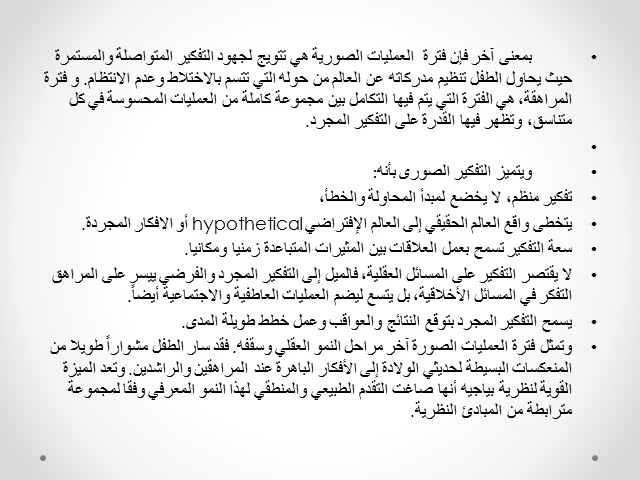 • بمعنى آخر فإن فترة العمليات الصورية هي تتويج لجهود التفكير المتواصلة والمستمرة
حيث يحاول الطفل تنظيم مدركاته عن العالم من حوله التي تتسم بالاختلاط وعدم الانتظام. و فترة
المراهقة، هي الفترة التي يتم فيها التكامل بين مجموعة كاملة من العمليات المحسوسة في كل
متناسق، وتظهر فيها القدرة على التفكير المجرد.
•
• ويتميز التفكير الصورى بأنه:
• تفكير منظم، لا يخضع لمبدأ المحاولة والخطأ،
• يتخطى واقع العالم الحقيقي إلى العالم الإفتراضي hypothetical أو الافكار المجردة.
• سعة التفكير تسمح بعمل العلاقات بين المثيرات المتباعدة زمنيا ومكانيا.
• لا يقتصر التفكير على المسائل العقلية، فالميل إلى التفكير المجرد والفرضي ييسر على المراهق
التفكر في المسائل الأخلاقية، بل يتسع ليضم العمليات العاطفية والاجتماعية أيضاً.
• يسمح التفكير المجرد بتوقع النتائج والعواقب وعمل خطط طويلة المدى.
• وتمثل فترة العمليات الصورة آخر مراحل النمو العقلي وسقفه. فقد سار الطفل مشواراً طويلا من
المنعكسات البسيطة لحديثي الولادة إلى الأفكار الباهرة عند المراهقين والراشدين. وتعد الميزة
القوية لنظرية بياجيه أنها صاغت التقدم الطبيعي والمنطقي لهذا النمو المعرفي وفقا لمجموعة
مترابطة من المبادئ النظرية.